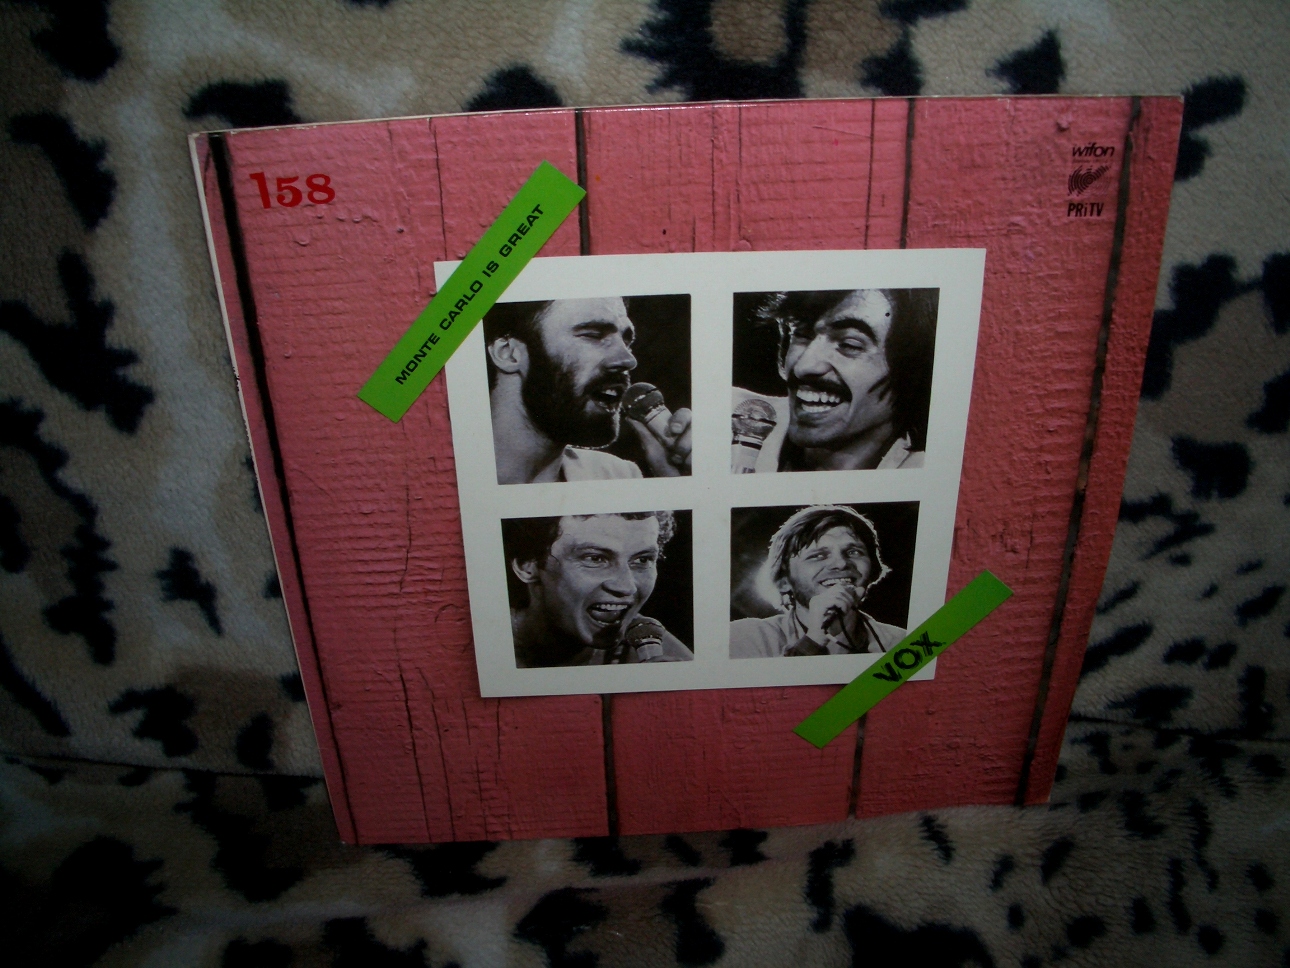 158
wifon
PRiTV
MONTE CARLO IS GREAT
VOX